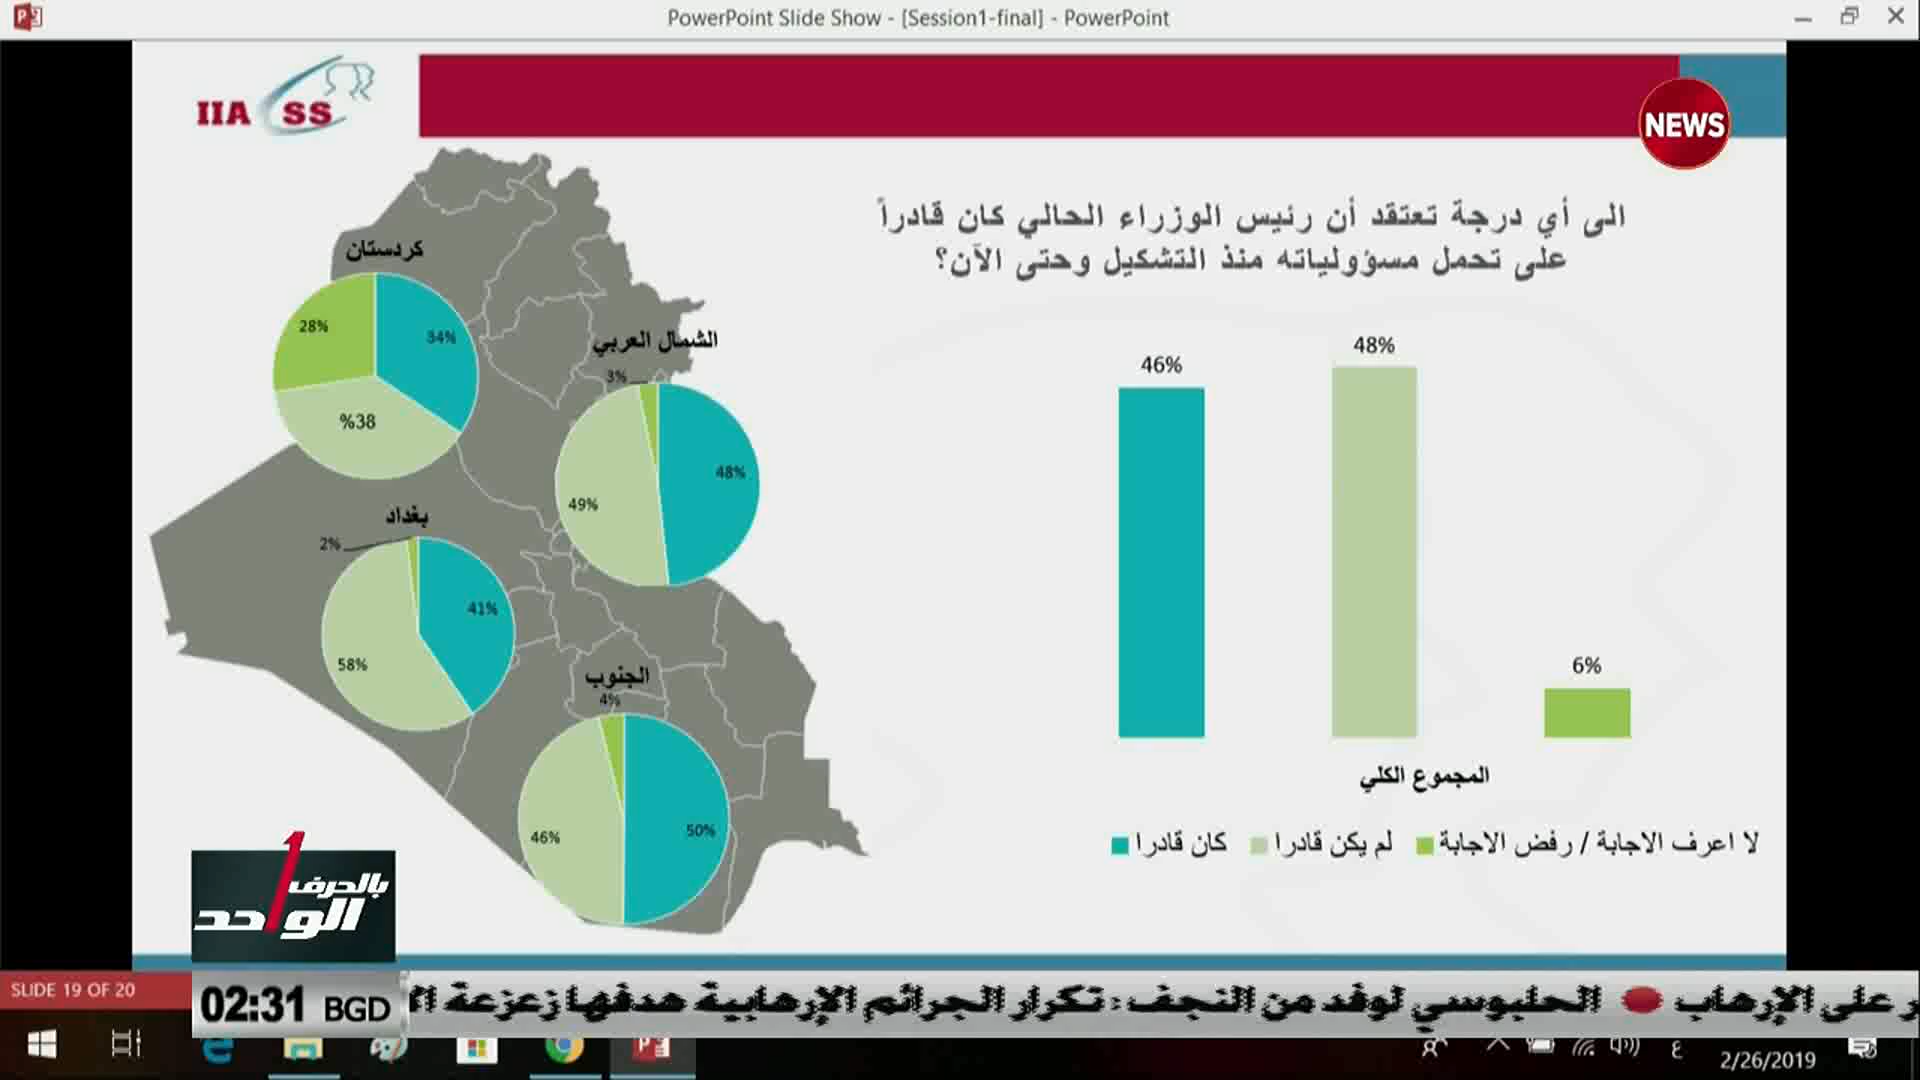 PowerPoint Slide Show - [Session1-final] - PowerPoint
IIA SS
NEWS
الى أي درجة تعتقد أن رئيس الوزراء الحالي كان قادراً
على تحمل مسؤولياته منذ التشكيل وحتى الآن؟
كردستان
28%
34%
%38
الشمال العربي
3%
48%
49%
بغداد
2%
41%
58%
الجنوب
4%
50%
46%
46%
48%
6%
المجموع الكلي
كان قادرا
لم يكن قادرا
لا اعرف الاجابة / رفض الاجابة
بالحرف
الواحد
SLIDE 19 OF 20
02:31 BGD
ر على الإرهاب
الحلبوسي لوفد من النجف : تكرار الجرائم الإرهابية هدفها زعزعة
ع
2/26/2019